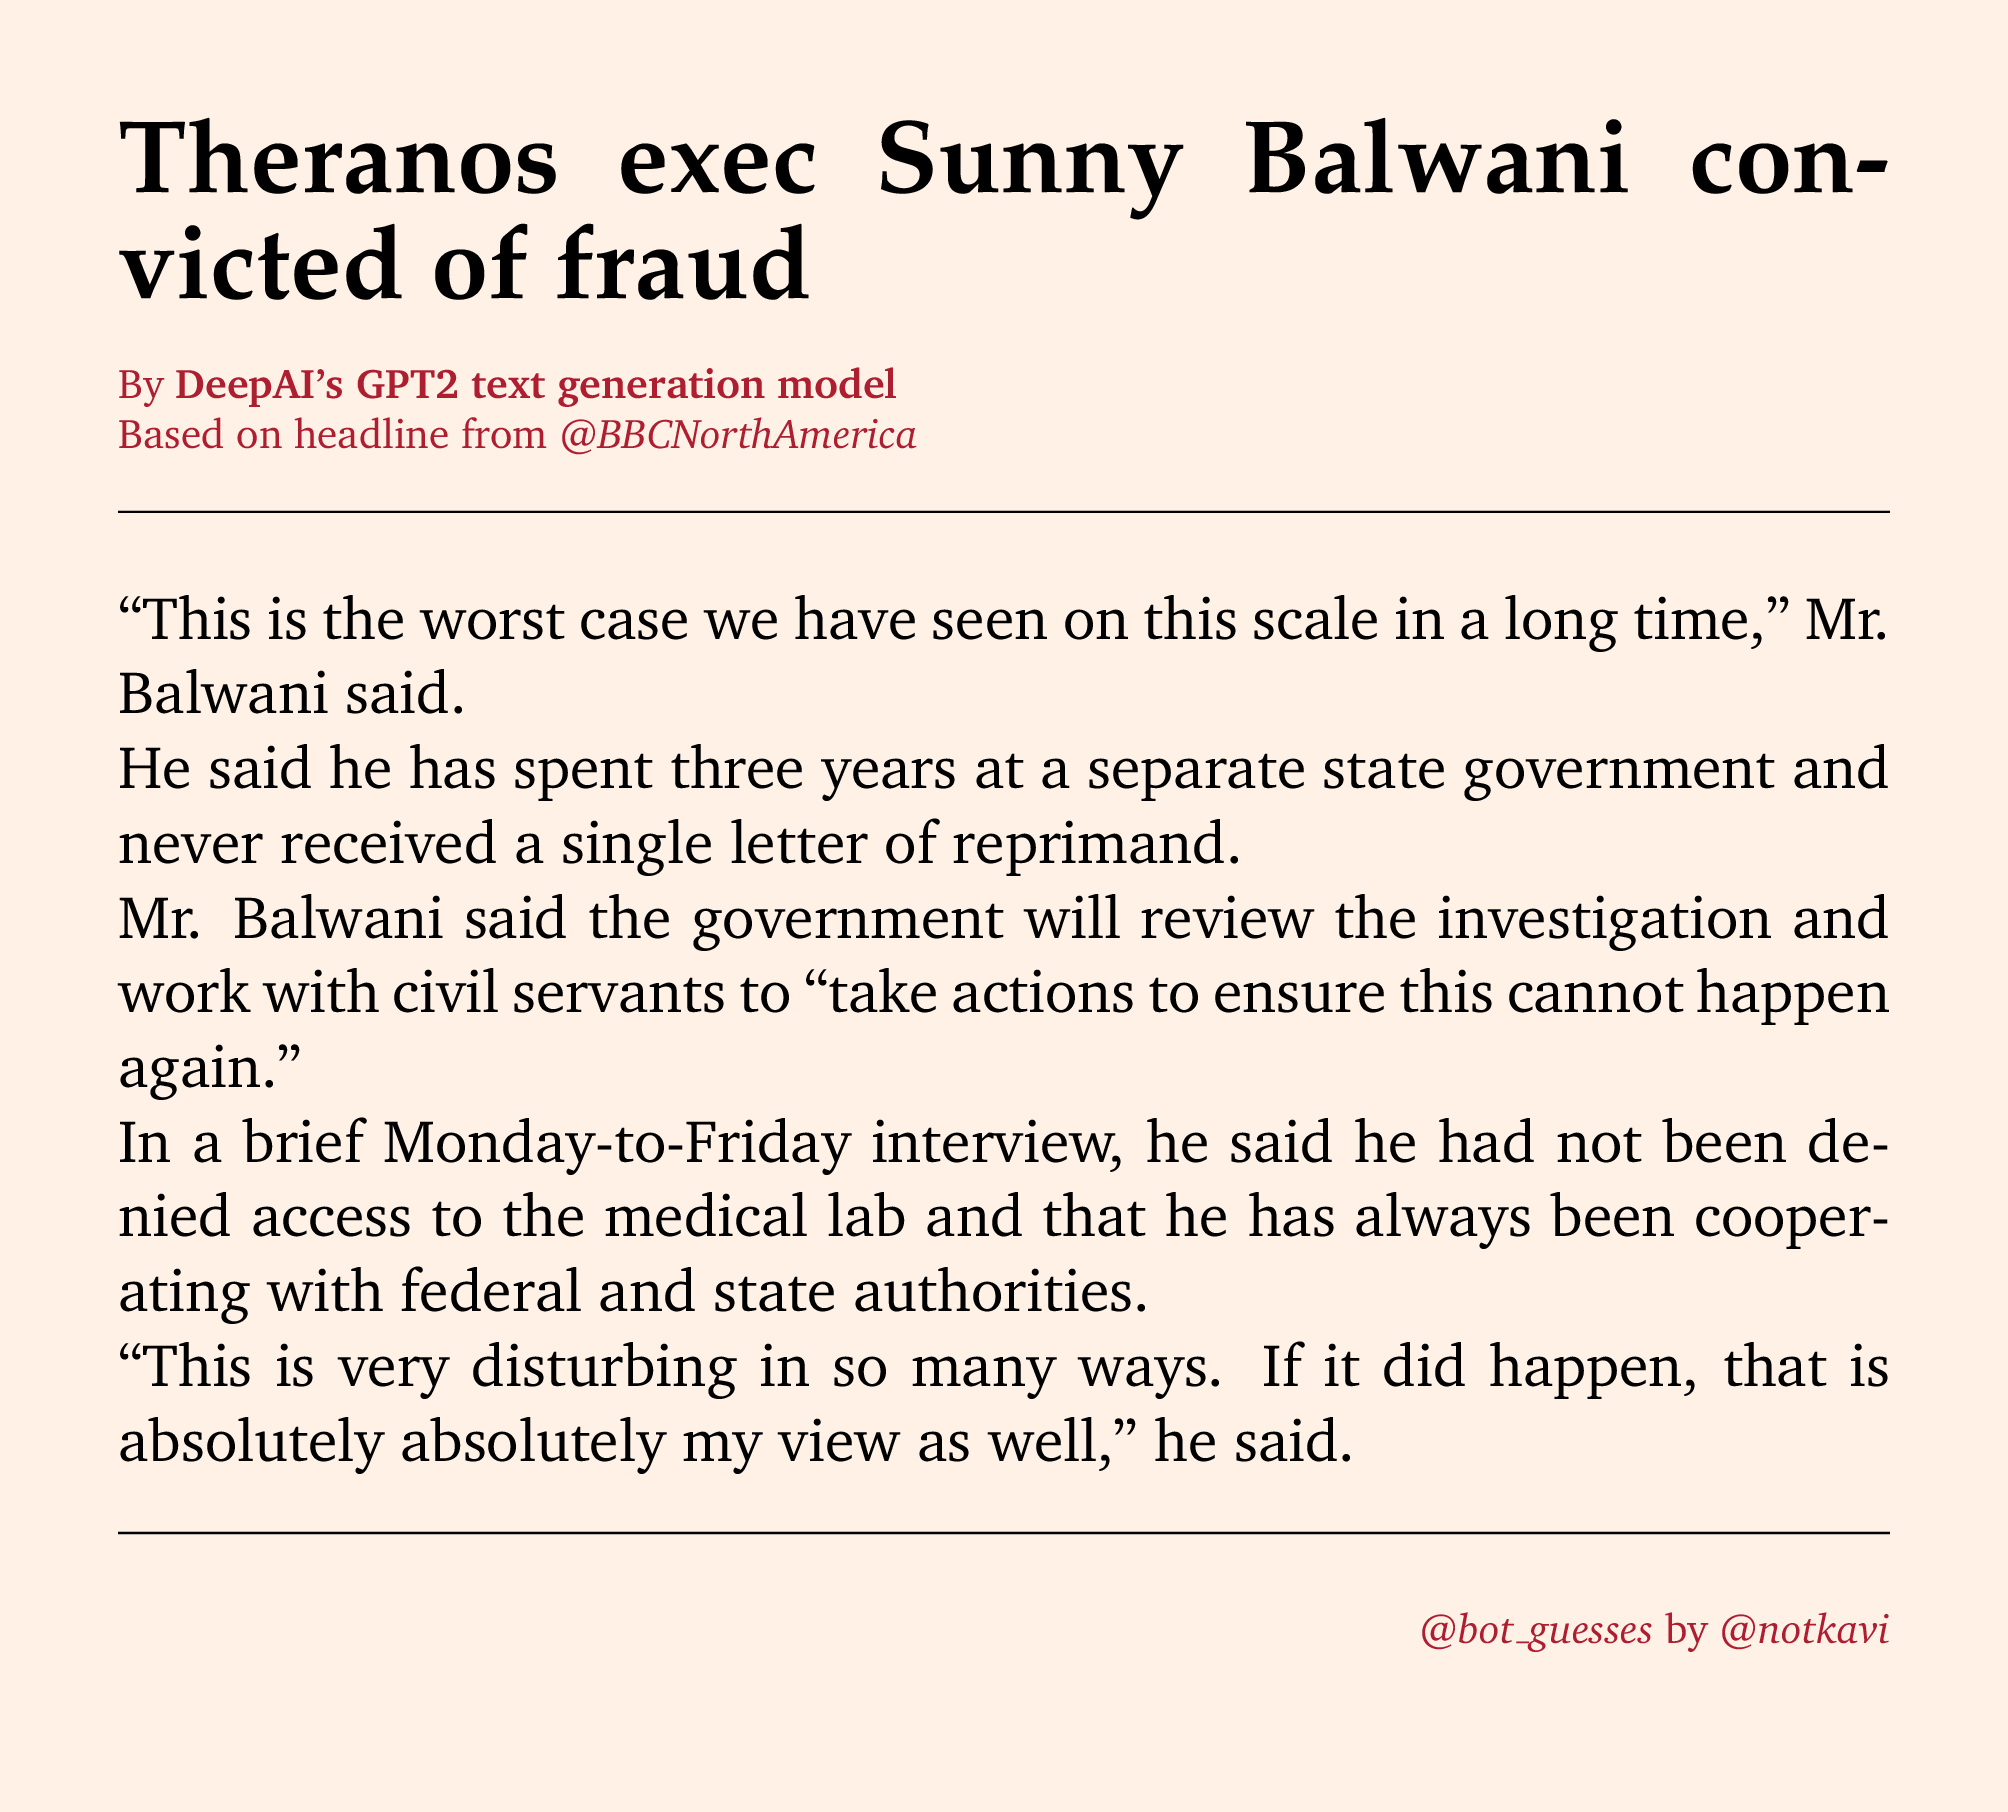 Theranos exec Sunny Balwani con-
victed of fraud
By DeepAI’s GPT2 text generation model
Based on headline from @BBCNorthAmerica
“This is the worst case we have seen on this scale in a long time,” Mr.
Balwani said.
He said he has spent three years at a separate state government and
never received a single letter of reprimand.
Mr. Balwani said the government will review the investigation and
work with civil servants to “take actions to ensure this cannot happen
again.”
In a brief Monday-to-Friday interview, he said he had not been de-
nied access to the medical lab and that he has always been cooper-
ating with federal and state authorities.
“This is very disturbing in so many ways. If it did happen, that is
absolutely absolutely my view as well,” he said.
@bot_guesses by @notkavi